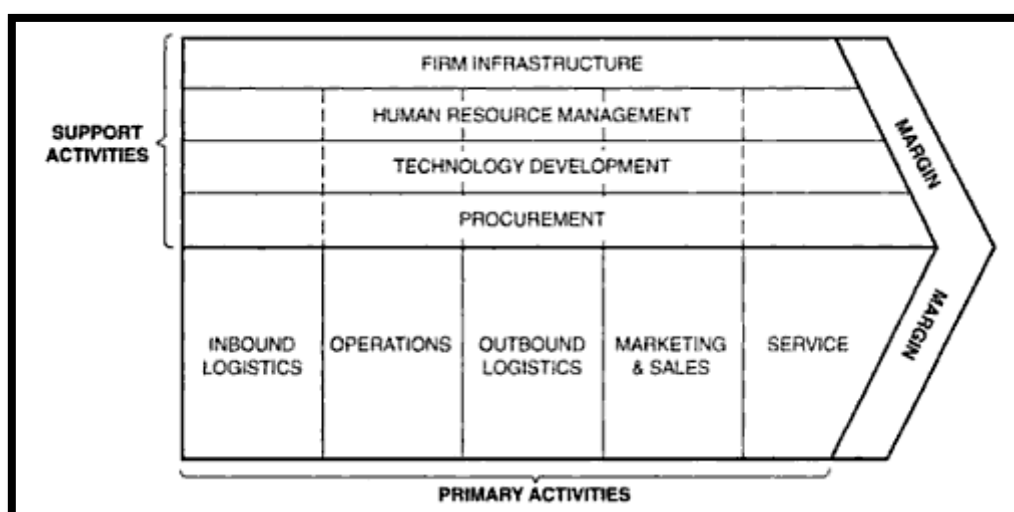 FIRM INFRASTRUCTURE
HUMAN RESOURCE MANAGEMENT
SUPPORT
ACTIVITIES
TECHNOLOGY DEVELOPMENT
PROCUREMENT
MARGIN
INBOUND
LOGISTICS
OPERATIONS
OUTBOUND
LOGISTICS
MARKETING
& SALES
SERVICE
MARGIN
PRIMARY ACTIVITIES